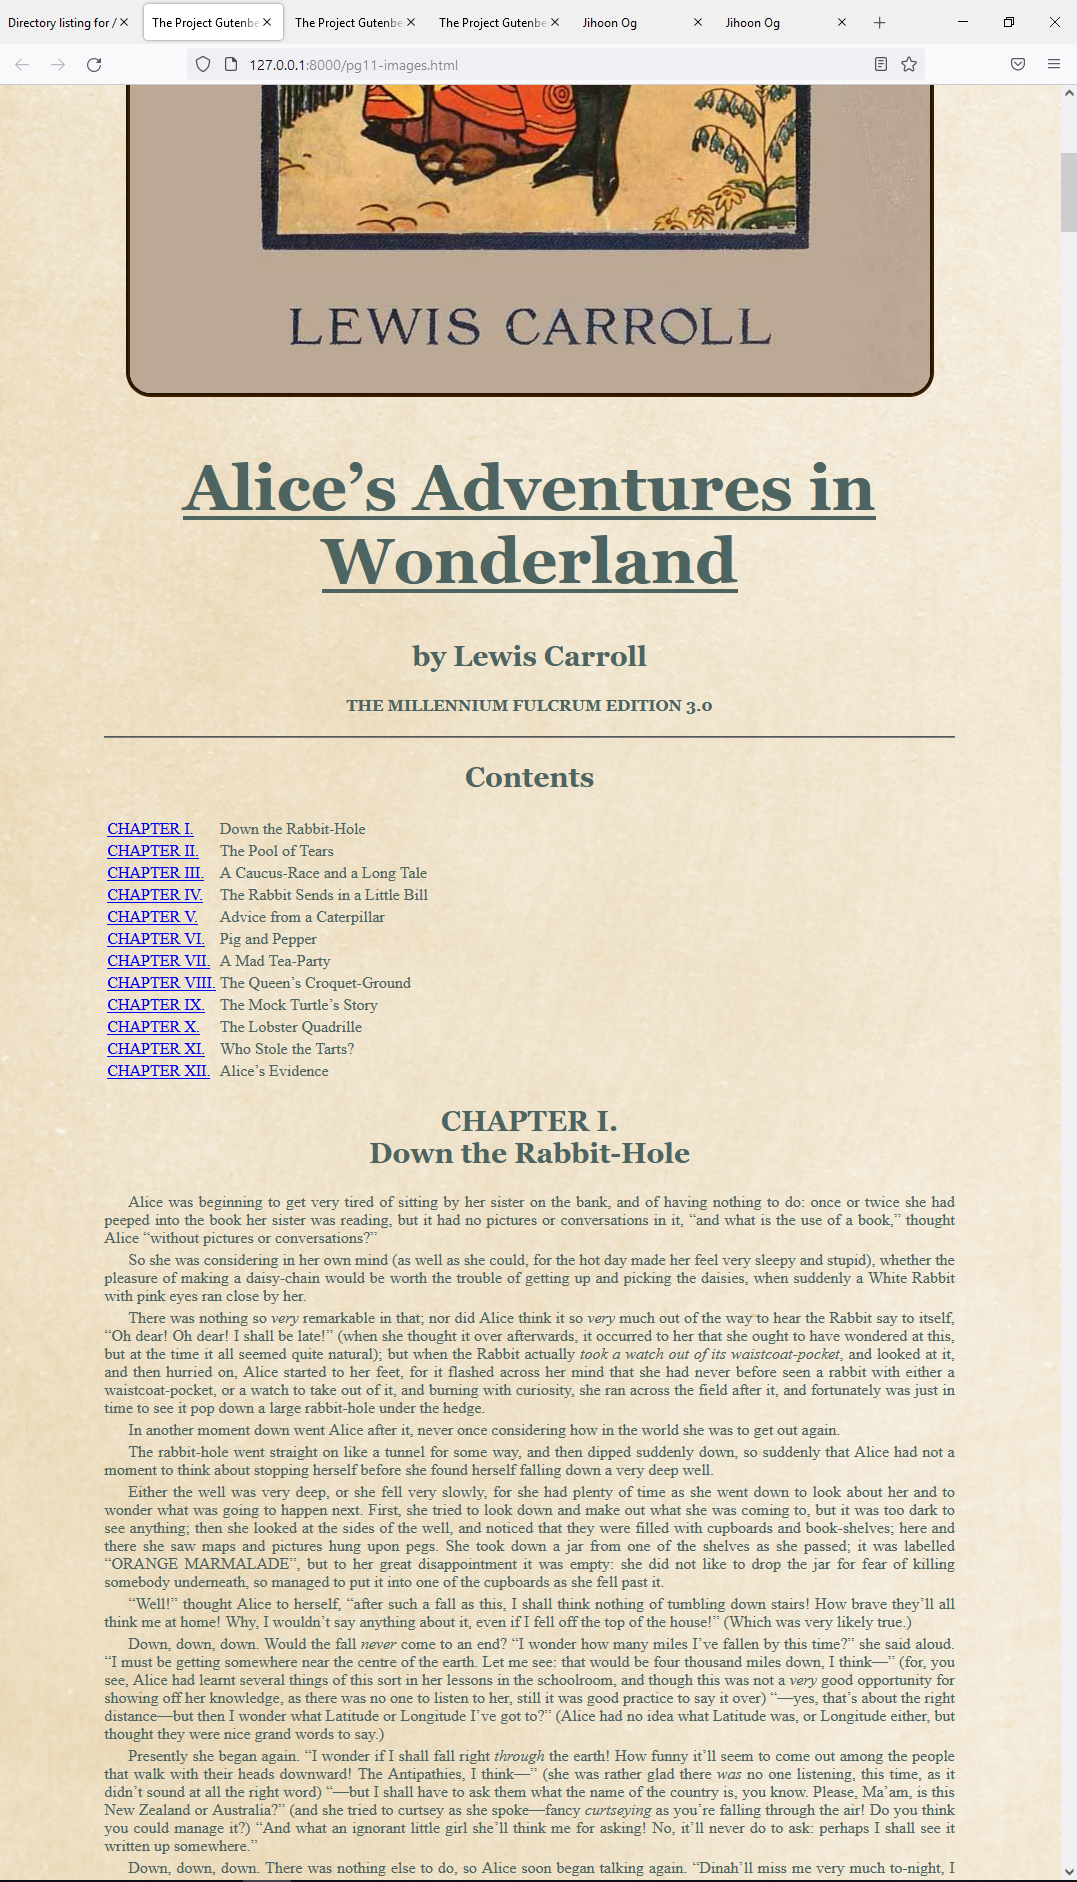 Directory listing for /
The Project Gutenbe
The Project Gutenbe
The Project Gutenbe
Jihoon Og
Jihoon Og
127.0.0.1:8000/pg11-images.html
LEWIS CARROLL
Alice’s Adventures in
Wonderland
by Lewis Carroll
THE MILLENNIUM FULCRUM EDITION 3.0
Contents
CHAPTER I. Down the Rabbit-Hole
CHAPTER II. The Pool of Tears
CHAPTER III. A Caucus-Race and a Long Tale
CHAPTER IV. The Rabbit Sends in a Little Bill
CHAPTER V. Advice from a Caterpillar
CHAPTER VI. Pig and Pepper
CHAPTER VII. A Mad Tea-Party
CHAPTER VIII. The Queen’s Croquet-Ground
CHAPTER IX. The Mock Turtle’s Story
CHAPTER X. The Lobster Quadrille
CHAPTER XI. Who Stole the Tarts?
CHAPTER XII. Alice’s Evidence
CHAPTER I.
Down the Rabbit-Hole
Alice was beginning to get very tired of sitting by her sister on the bank, and of having nothing to do: once or twice she had
peeped into the book her sister was reading, but it had no pictures or conversations in it, “and what is the use of a book,” thought
Alice “without pictures or conversations?”
So she was considering in her own mind (as well as she could, for the hot day made her feel very sleepy and stupid), whether the
pleasure of making a daisy-chain would be worth the trouble of getting up and picking the daisies, when suddenly a White Rabbit
with pink eyes ran close by her.
There was nothing so very remarkable in that; nor did Alice think it so very much out of the way to hear the Rabbit say to itself,
“Oh dear! Oh dear! I shall be late!” (when she thought it over afterwards, it occurred to her that she ought to have wondered at this,
but at the time it all seemed quite natural); but when the Rabbit actually took a watch out of its waistcoat-pocket, and looked at it,
and then hurried on, Alice started to her feet, for it flashed across her mind that she had never before seen a rabbit with either a
waistcoat-pocket, or a watch to take out of it, and burning with curiosity, she ran across the field after it, and fortunately was just in
time to see it pop down a large rabbit-hole under the hedge.
In another moment down went Alice after it, never once considering how in the world she was to get out again.
The rabbit-hole went straight on like a tunnel for some way, and then dipped suddenly down, so suddenly that Alice had not a
moment to think about stopping herself before she found herself falling down a very deep well.
Either the well was very deep, or she fell very slowly, for she had plenty of time as she went down to look about her and to
wonder what was going to happen next. First, she tried to look down and make out what she was coming to, but it was too dark to
see anything; then she looked at the sides of the well, and noticed that they were filled with cupboards and book-shelves; here and
there she saw maps and pictures hung upon pegs. She took down a jar from one of the shelves as she passed; it was labelled
“ORANGE MARMALADE”, but to her great disappointment it was empty: she did not like to drop the jar for fear of killing
somebody underneath, so managed to put it into one of the cupboards as she fell past it.
“Well!” thought Alice to herself, “after such a fall as this, I shall think nothing of tumbling down stairs! How brave they’ll all
think me at home! Why, I wouldn’t say anything about it, even if I fell off the top of the house!” (Which was very likely true.)
Down, down, down. Would the fall never come to an end? “I wonder how many miles I’ve fallen by this time?” she said aloud.
“I must be getting somewhere near the centre of the earth. Let me see: that would be four thousand miles down, I think—” (for, you
see, Alice had learnt several things of this sort in her lessons in the schoolroom, and though this was not a very good opportunity for
showing off her knowledge, as there was no one to listen to her, still it was good practice to say it over) “—yes, that’s about the right
distance—but then I wonder what Latitude or Longitude I’ve got to?” (Alice had no idea what Latitude was, or Longitude either, but
thought they were nice grand words to say.)
Presently she began again. “I wonder if I shall fall right through the earth! How funny it’ll seem to come out among the people
that walk with their heads downward! The Antipathies, I think—” (she was rather glad there was no one listening, this time, as it
didn’t sound at all the right word) “—but I shall have to ask them what the name of the country is, you know. Please, Ma’am, is this
New Zealand or Australia?” (and she tried to curtsey as she spoke—fancy curtseying as you’re falling through the air! Do you think
you could manage it?) “And what an ignorant little girl she’ll think me for asking! No, it’ll never do to ask: perhaps I shall see it
written up somewhere.”
Down, down, down. There was nothing else to do, so Alice soon began talking again. “Dinah’ll miss me very much to-night, I